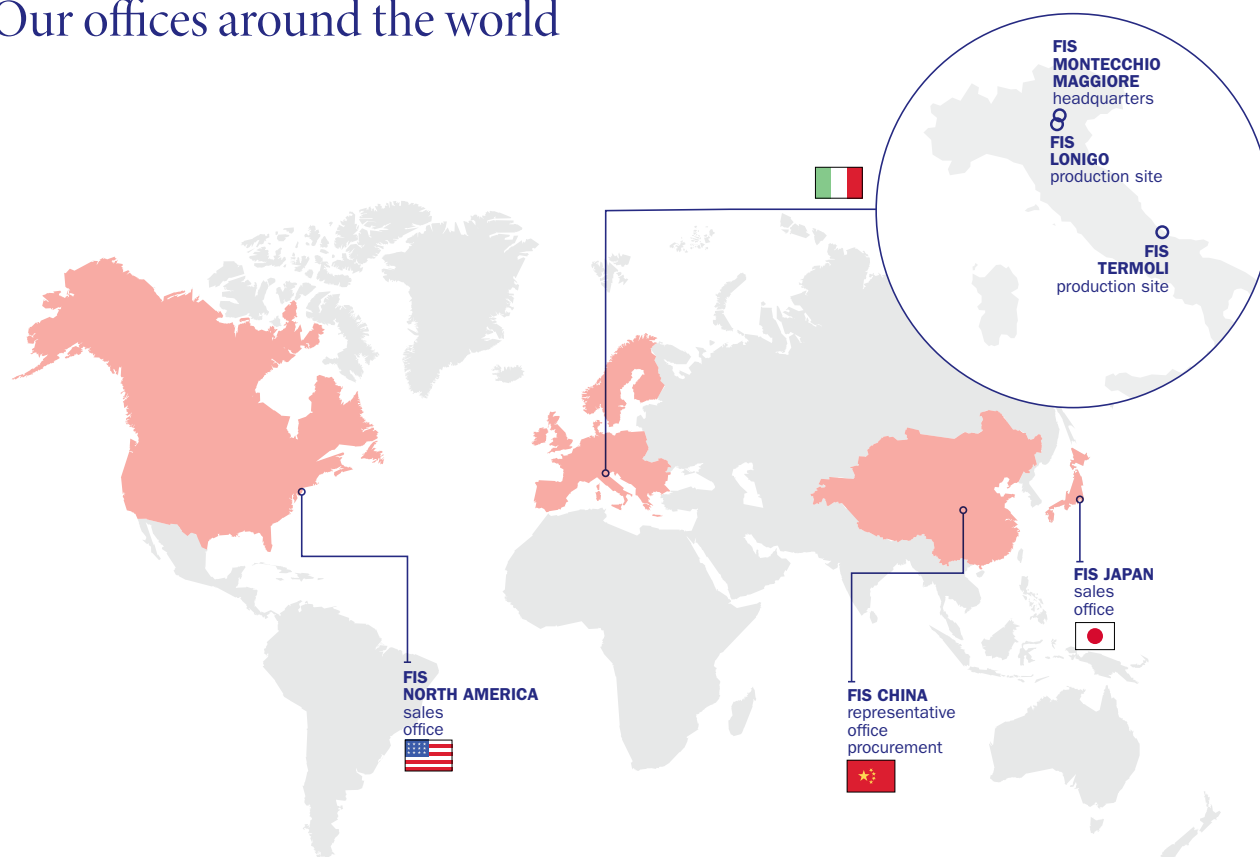 Our offices around the world
FIS
MONTECCHIO
MAGGIORE
headquarters
FIS
LONIGO
production site
FIS
TERMOLI
production site
FIS JAPAN
sales
office
FIS
NORTH AMERICA
sales
office
FIS CHINA
representative
office
procurement